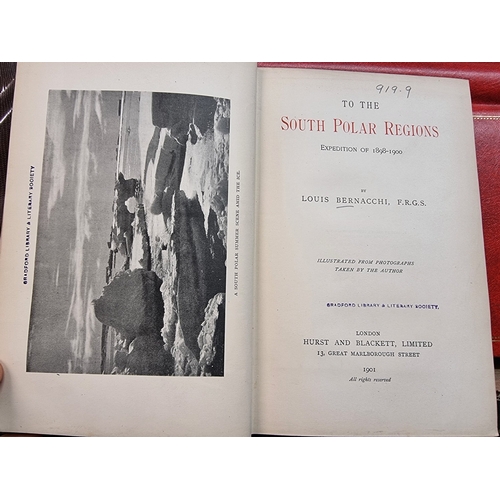 BRADFORD LIBRARY & LITERARY SOCIETY
A SOUTH POLAR SUMMER SCENE AND THE ICE.
919.9
TO THE
SOUTH POLAR REGIONS
EXPEDITION OF 1898-1900
BY
LOUIS BERNACCHI, F.R.G.S.
ILLUSTRATED FROM PHOTOGRAPHS
TAKEN BY THE AUTHOR
BRADFORD LIBRARY & LITERARY SOCIETY.
LONDON
HURST AND BLACKETT, LIMITED
13, GREAT MARLBOROUGH STREET
1901
All rights reserved